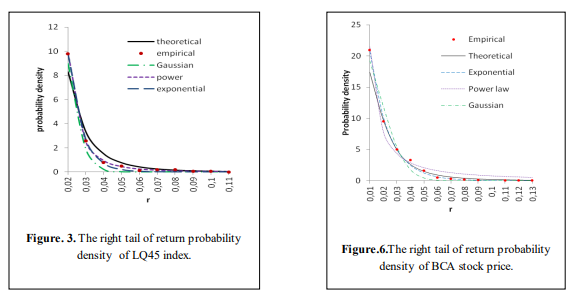 12
10
8
6
4
2
0
probability density
theoretical
empirical
Gaussian
power
exponential
0,02 0,03 0,04 0,05 0,06 0,07 0,08 0,09 0,1 0,11
r
Figure. 3. The right tail of return probability
density of LQ45 index.
25
20
15
10
5
0
Probability density
Empirical
Theoretical
Exponential
Power law
Gaussian
0,01 0,02 0,03 0,04 0,05 0,06 0,07 0,08 0,09 0,1 0,11 0,12 0,13
r
Figure.6.The right tail of return probability
density of BCA stock price.